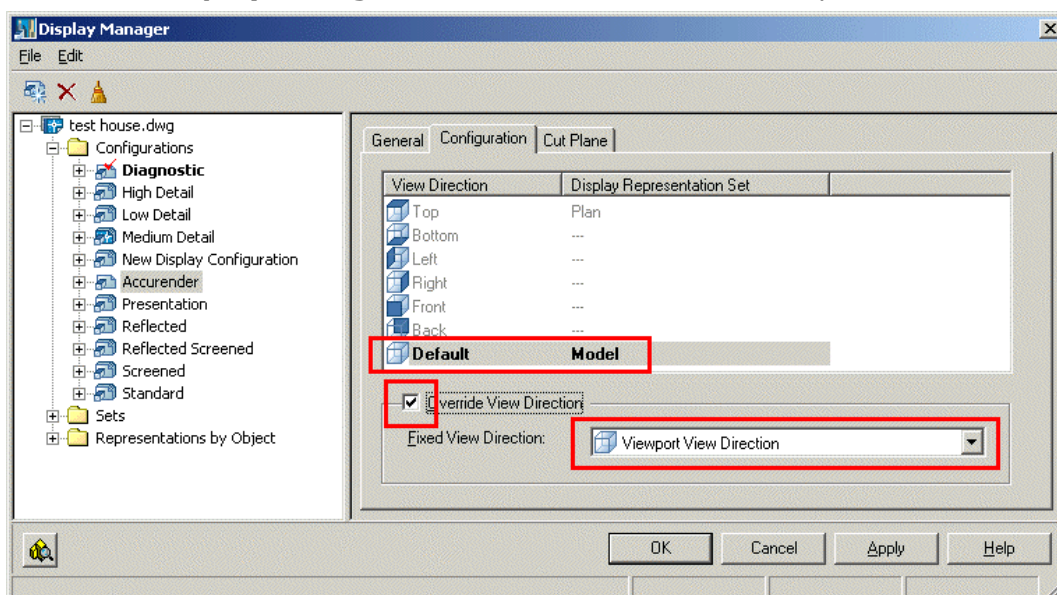 Display Manager
File Edit
test house.dwg
Configurations
Diagnostic
High Detail
Low Detail
Medium Detail
New Display Configuration
Accurender
Presentation
Reflected
Reflected Screened
Screened
Standard
Sets
Representations by Object
General Configuration Cut Plane
View Direction Display Representation Set
Top Plan
Bottom ---
Left ---
Right ---
Front ---
Back ---
Default Model
Override View Direction
Fixed View Direction: Viewport View Direction
OK Cancel Apply Help